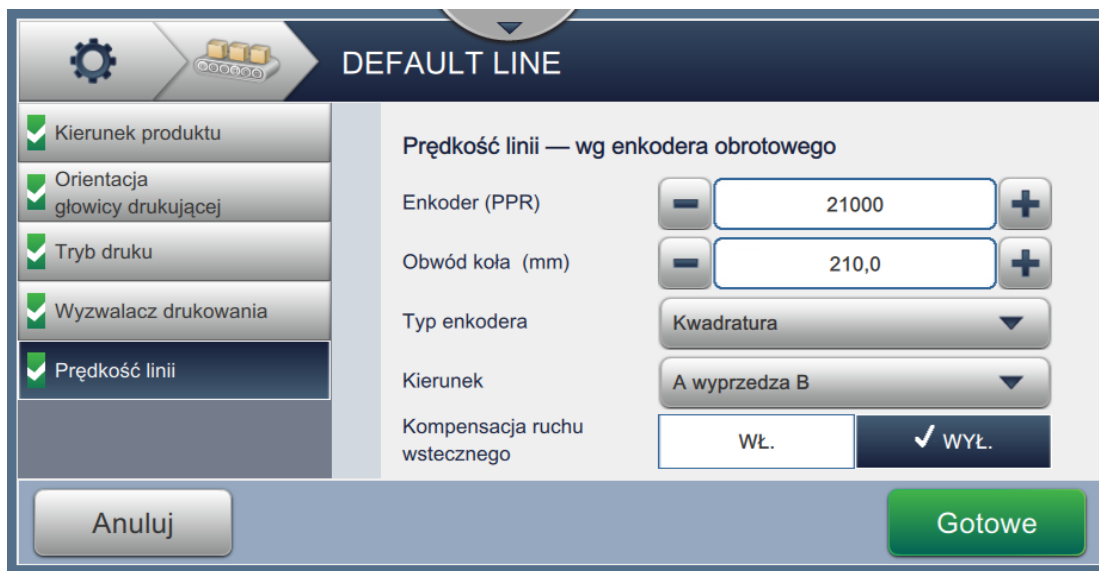 DEFAULT LINE
Kierunek produktu
Orientacja
głowicy drukującej
Tryb druku
Wyzwalacz drukowania
Prędkość linii
Prędkość linii — wg enkodera obrotowego
Enkoder (PPR)
21000
Obwód koła (mm)
210,0
Typ enkodera
Kwadratura
Kierunek
A wyprzedza B
Kompensacja ruchu
wstecznego
WŁ.
WYŁ.
Anuluj
Gotowe